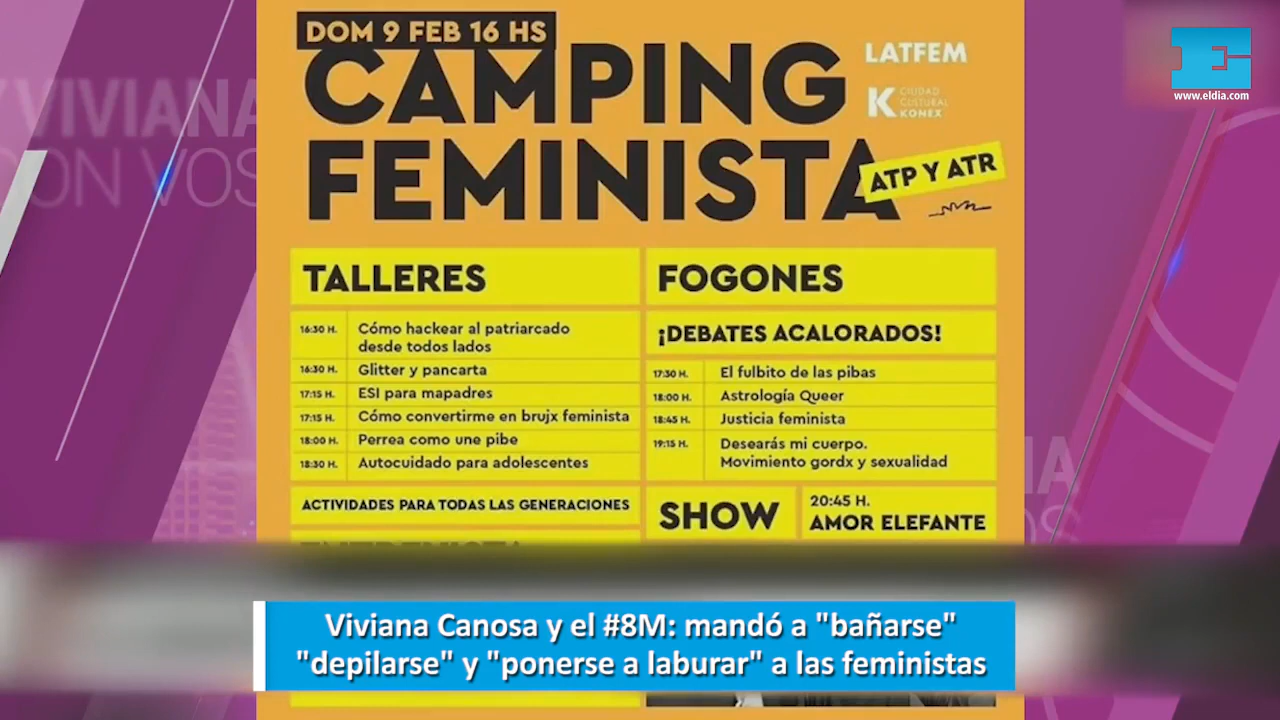 DOM 9 FEB 16 HS
CAMPING
FEMINISTA
LATFEM
K CIUDAD
CULTURAL
KONEX
ATP Y ATR
E
www.eldia.com
VIVIANA
ON VOS
TALLERES
16:30 H. Cómo hackear al patriarcado
desde todos lados
16:30 H. Glitter y pancarta
17:15 H. ESI para mapadres
17:15 H. Cómo convertirme en brujx feminista
18:00 H. Perrea como une pibe
18:30 H. Autocuidado para adolescentes
ACTIVIDADES PARA TODAS LAS GENERACIONES
FOGONES
¡DEBATES ACALORADOS!
17:30 H. El fulbito de las pibas
18:00 H. Astrología Queer
18:45 H. Justicia feminista
19:15 H. Desearás mi cuerpo.
Movimiento gordx y sexualidad
SHOW
20:45 H.
AMOR ELEFANTE
Viviana Canosa y el #8M: mandó a "bañarse"
"depilarse" y "ponerse a laburar" a las feministas